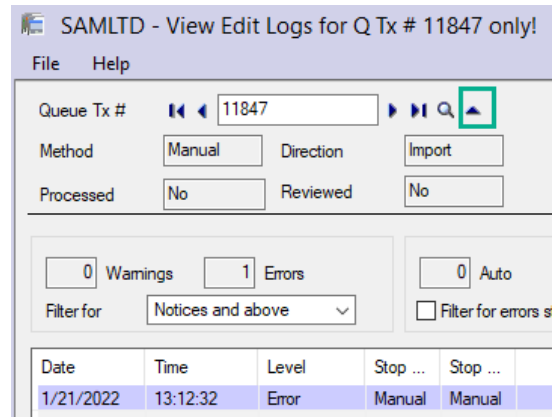 SAMLTD - View Edit Logs for Q Tx # 11847 only!
File Help
Queue Tx # 11847
Method Manual Direction Import
Processed No Reviewed No
0 Warnings 1 Errors 0 Auto
Filter for Notices and above Filter for errors
Date Time Level Stop ... Stop ...
1/21/2022 13:12:32 Error Manual Manual